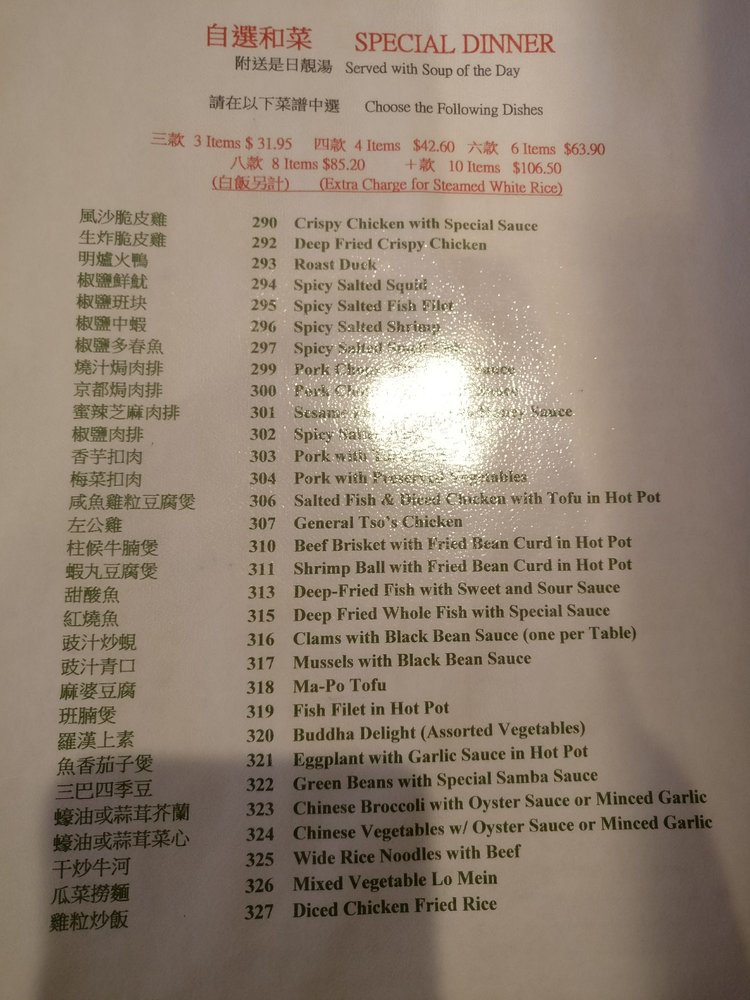 自選和菜 SPECIAL DINNER
附送是日靚湯 Served with Soup of the Day
請在以下菜譜中選 Choose the Following Dishes
三款 3 Items $ 31.95 四款 4 Items $42.60 六款 6 Items $63.90
八款 8 Items $85.20 十款 10 Items $106.50
(白飯另計) (Extra Charge for Steamed White Rice)
風沙脆皮雞 290 Crispy Chicken with Special Sauce
生炸脆皮雞 292 Deep Fried Crispy Chicken
明爐火鴨 293 Roast Duck
椒鹽鮮魷 294 Spicy Salted Squid
椒鹽班块 295 Spicy Salted Fish Filet
椒鹽中蝦 296 Spicy Salted Shrimp
椒鹽多春魚 297 Spicy Salted
燒汁焗肉排 299 Pork Sauce
京都焗肉排 300 Pork Sauce
蜜辣芝麻肉排 301 Sesame Sauce
椒鹽肉排 302 Spicy
香芋扣肉 303 Pork with
梅菜扣肉 304 Pork with Preserved Vegetables
咸魚雞粒豆腐煲 306 Salted Fish & Diced Chicken with Tofu in Hot Pot
左公雞 307 General Tso's Chicken
柱候牛腩煲 310 Beef Brisket with Fried Bean Curd in Hot Pot
蝦丸豆腐煲 311 Shrimp Ball with Fried Bean Curd in Hot Pot
甜酸魚 313 Deep-Fried Fish with Sweet and Sour Sauce
紅燒魚 315 Deep Fried Whole Fish with Special Sauce
豉汁炒蜆 316 Clams with Black Bean Sauce (one per Table)
豉汁青口 317 Mussels with Black Bean Sauce
麻婆豆腐 318 Ma-Po Tofu
班腩煲 319 Fish Filet in Hot Pot
羅漢上素 320 Buddha Delight (Assorted Vegetables)
魚香茄子煲 321 Eggplant with Garlic Sauce in Hot Pot
三巴四季豆 322 Green Beans with Special Samba Sauce
蠔油或蒜茸芥蘭 323 Chinese Broccoli with Oyster Sauce or Minced Garlic
蠔油或蒜茸菜心 324 Chinese Vegetables w/ Oyster Sauce or Minced Garlic
干炒牛河 325 Wide Rice Noodles with Beef
瓜菜撈麵 326 Mixed Vegetable Lo Mein
雞粒炒飯 327 Diced Chicken Fried Rice